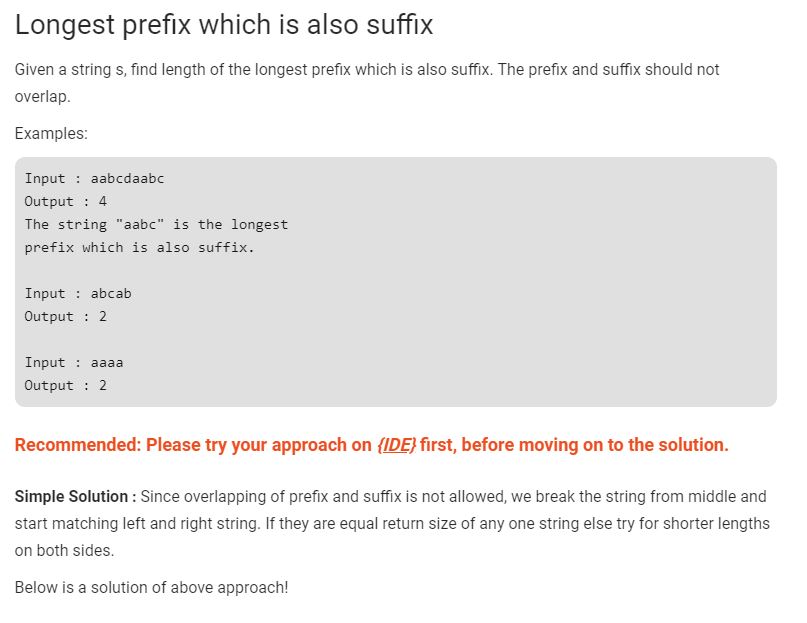 Longest prefix which is also suffix
Given a string s, find length of the longest prefix which is also suffix. The prefix and suffix should not
overlap.
Examples:
Input : aabcdaabc
Output : 4
The string "aabc" is the longest
prefix which is also suffix.
Input : abcab
Output : 2
Input : aaaa
Output : 2
Recommended: Please try your approach on {IDE} first, before moving on to the solution.
Simple Solution : Since overlapping of prefix and suffix is not allowed, we break the string from middle and
start matching left and right string. If they are equal return size of any one string else try for shorter lengths
on both sides.
Below is a solution of above approach!